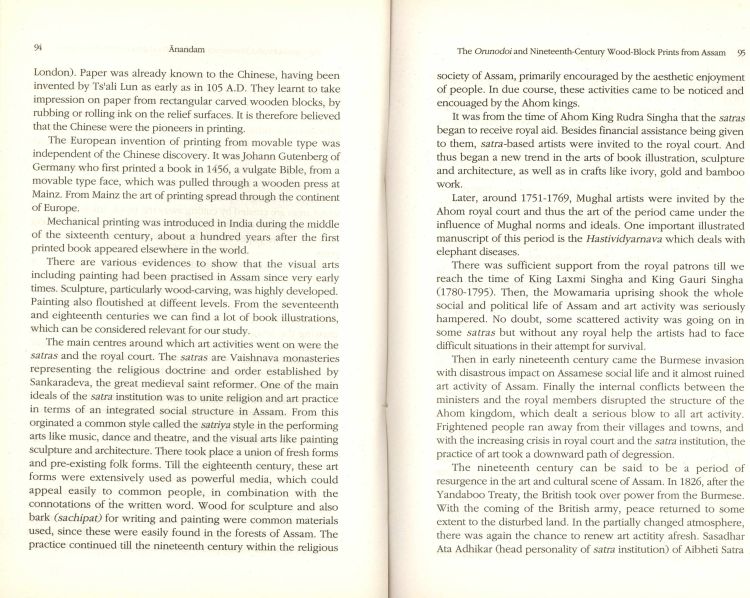 94
Ānandam
London). Paper was already known to the Chinese, having been
invented by Ts'ali Lun as early as in 105 A.D. They learnt to take
impression on paper from rectangular carved wooden blocks, by
rubbing or rolling ink on the relief surfaces. It is therefore believed
that the Chinese were the pioneers in printing.
The European invention of printing from movable type was
independent of the Chinese discovery. It was Johann Gutenberg of
Germany who first printed a book in 1456, a vulgate Bible, from a
movable type face, which was pulled through a wooden press at
Mainz. From Mainz the art of printing spread through the continent
of Europe.
Mechanical printing was introduced in India during the middle
of the sixteenth century, about a hundred years after the first
printed book appeared elsewhere in the world.
There are various evidences to show that the visual arts
including painting had been practised in Assam since very early
times. Sculpture, particularly wood-carving, was highly developed.
Painting also floutished at diffeent levels. From the seventeenth
and eighteenth centuries we can find a lot of book illustrations,
which can be considered relevant for our study.
The main centres around which art activities went on were the
satras and the royal court. The satras are Vaishnava monasteries
representing the religious doctrine and order established by
Sankaradeva, the great medieval saint reformer. One of the main
ideals of the satra institution was to unite religion and art practice
in terms of an integrated social structure in Assam. From this
orginated a common style called the satriya style in the performing
arts like music, dance and theatre, and the visual arts like painting
sculpture and architecture. There took place a union of fresh forms
and pre-existing folk forms. Till the eighteenth century, these art
forms were extensively used as powerful media, which could
appeal easily to common people, in combination with the
connotations of the written word. Wood for sculpture and also
bark (sachipat) for writing and painting were common materials
used, since these were easily found in the forests of Assam. The
practice continued till the nineteenth century within the religious
The Orunodoi and Nineteenth-Century Wood-Block Prints from Assam 95
society of Assam, primarily encouraged by the aesthetic enjoyment
of people. In due course, these activities came to be noticed and
encouaged by the Ahom kings.
It was from the time of Ahom King Rudra Singha that the satras
began to receive royal aid. Besides financial assistance being given
to them, satra-based artists were invited to the royal court. And
thus began a new trend in the arts of book illustration, sculpture
and architecture, as well as in crafts like ivory, gold and bamboo
work.
Later, around 1751-1769, Mughal artists were invited by the
Ahom royal court and thus the art of the period came under the
influence of Mughal norms and ideals. One important illustrated
manuscript of this period is the Hastividyarnava which deals with
elephant diseases.
There was sufficient support from the royal patrons till we
reach the time of King Laxmi Singha and King Gauri Singha
(1780-1795). Then, the Mowamaria uprising shook the whole
social and political life of Assam and art activity was seriously
hampered. No doubt, some scattered activity was going on in
some satras but without any royal help the artists had to face
difficult situations in their attempt for survival.
Then in early nineteenth century came the Burmese invasion
with disastrous impact on Assamese social life and it almost ruined
art activity of Assam. Finally the internal conflicts between the
ministers and the royal members disrupted the structure of the
Ahom kingdom, which dealt a serious blow to all art activity.
Frightened people ran away from their villages and towns, and
with the increasing crisis in royal court and the satra institution, the
practice of art took a downward path of degression.
The nineteenth century can be said to be a period of
resurgence in the art and cultural scene of Assam. In 1826, after the
Yandaboo Treaty, the British took over power from the Burmese.
With the coming of the British army, peace returned to some
extent to the disturbed land. In the partially changed atmosphere,
there was again the chance to renew art actitity afresh. Sasadhar
Ata Adhikar (head personality of satra institution) of Aibheti Satra